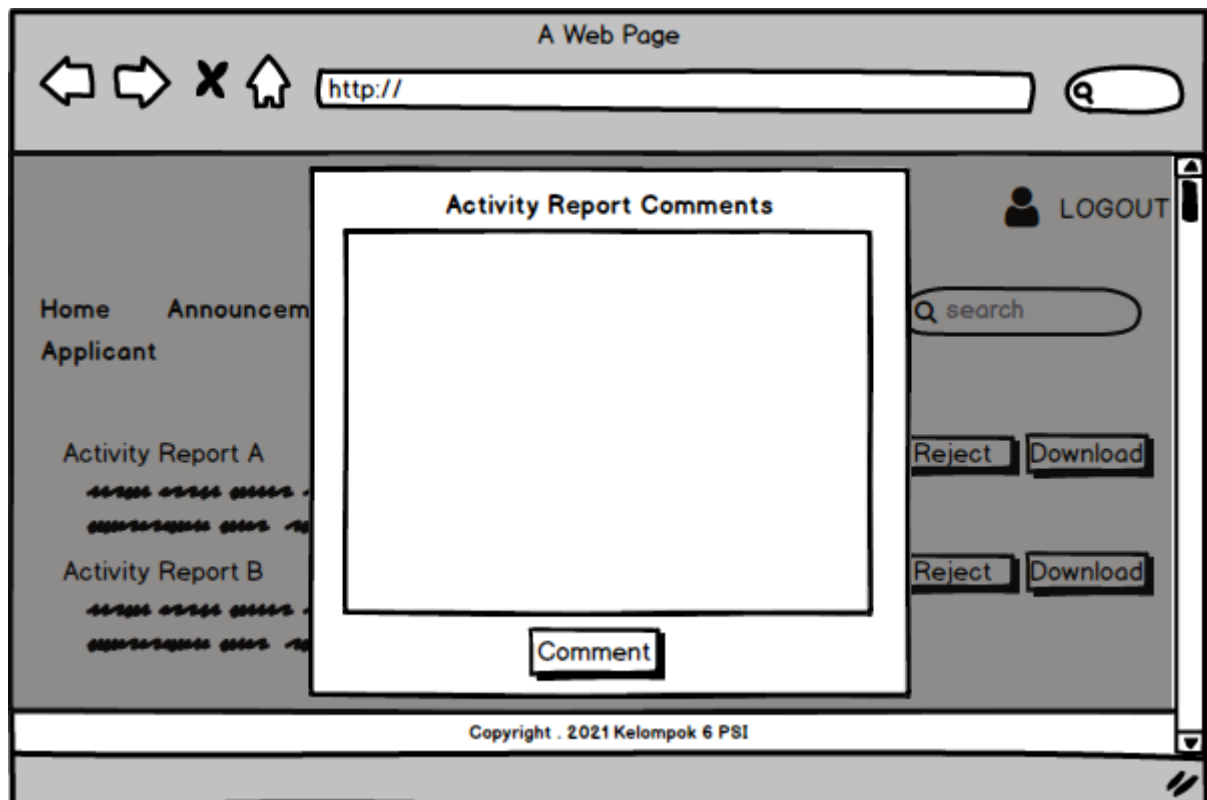 A Web Page
http://
Activity Report Comments
LOGOUT
Home Announcem search
Applicant
Activity Report A Reject Download
Activity Report B Reject Download
Comment
Copyright . 2021 Kelompok 6 PSI